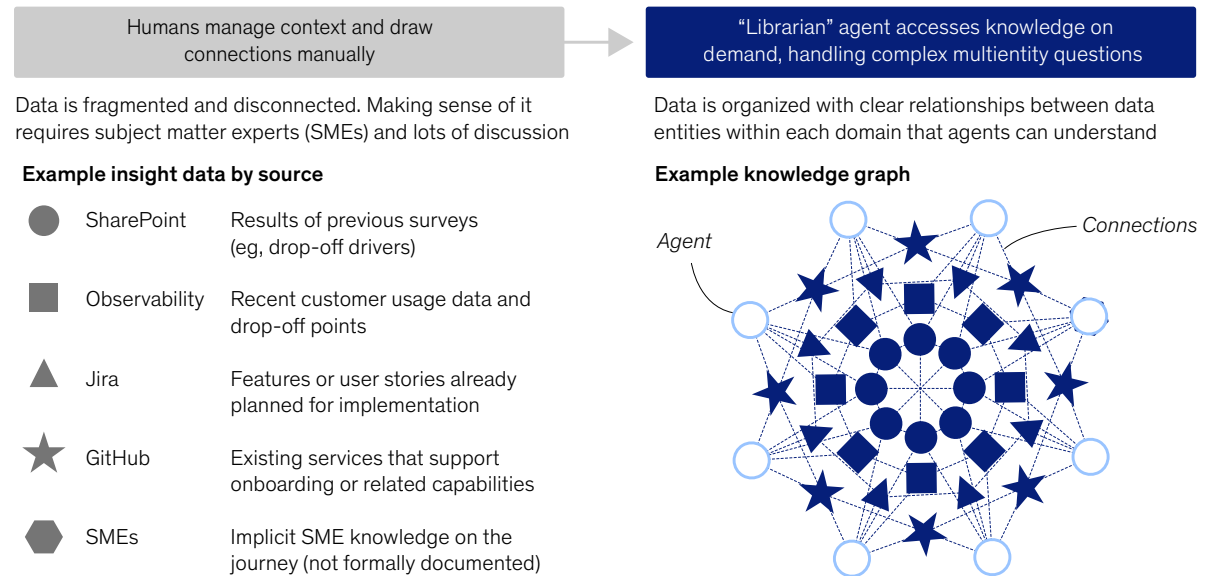 Humans manage context and draw
connections manually
“Librarian” agent accesses knowledge on
demand, handling complex multientity questions
Data is fragmented and disconnected. Making sense of it
requires subject matter experts (SMEs) and lots of discussion
Data is organized with clear relationships between data
entities within each domain that agents can understand
Example insight data by source
SharePoint Results of previous surveys
(eg, drop-off drivers)
Observability Recent customer usage data and
drop-off points
Jira Features or user stories already
planned for implementation
GitHub Existing services that support
onboarding or related capabilities
SMEs Implicit SME knowledge on the
journey (not formally documented)
Example knowledge graph
Agent
Connections